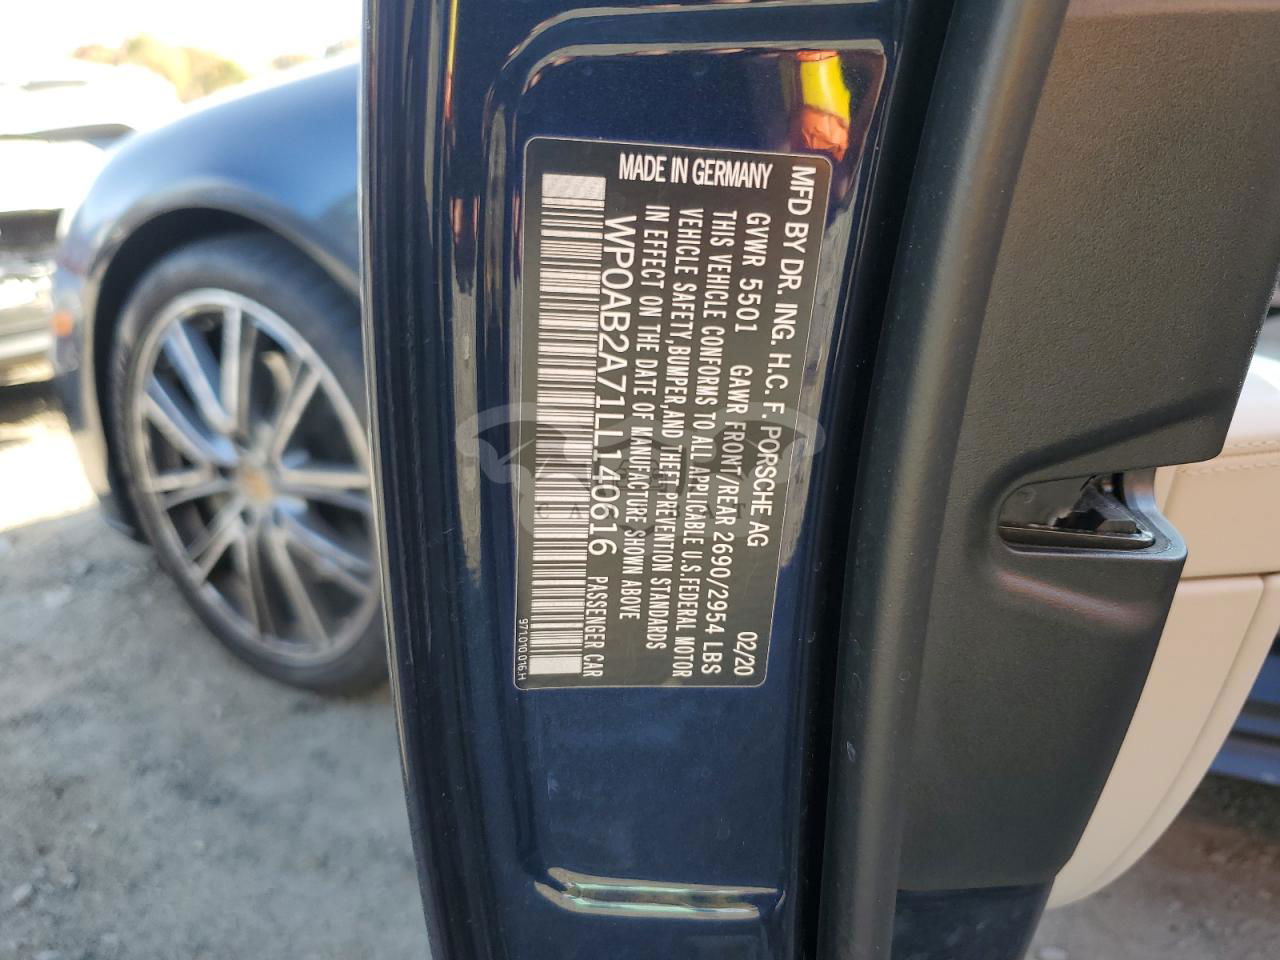 MFD BY DR. ING. H.C. F. PORSCHE AG
GVWR 5501 GAWR FRONT/REAR 2690/2954 LBS 02/20
THIS VEHICLE CONFORMS TO ALL APPLICABLE U.S.FEDERAL MOTOR
VEHICLE SAFETY,BUMPER,AND THEFT PREVENTION STANDARDS
IN EFFECT ON THE DATE OF MANUFACTURE SHOWN ABOVE
WP0AB2A71LL140616 PASSENGER CAR
971.010.016.H
MADE IN GERMANY